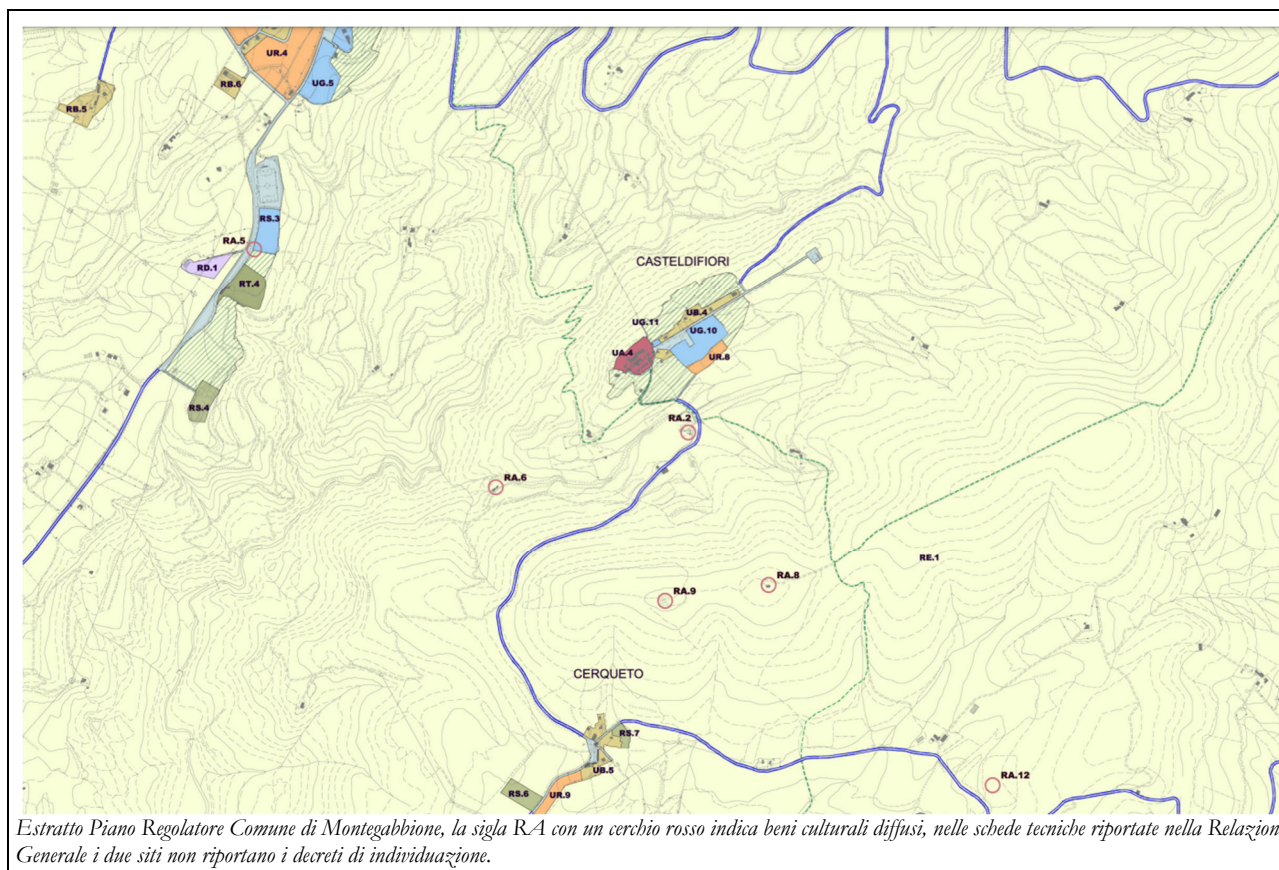 UR.4
RB.6
UG.5
RB.5
RS.3
RA.5
RD.1
RT.4
CASTELDIFIORI
UB.4
UG.11
UG.10
UA.4
UR.8
RS.4
RA.2
RA.6
RE.1
RA.8
RA.9
CERQUETO
RS.7
UB.5
RA.12
RS.6
UR.9
Estratto Piano Regolatore Comune di Montegabbione, la sigla RA con un cerchio rosso indica beni culturali diffusi, nelle schede tecniche riportate nella Relazion
Generale i due siti non riportano i decreti di individuazione.